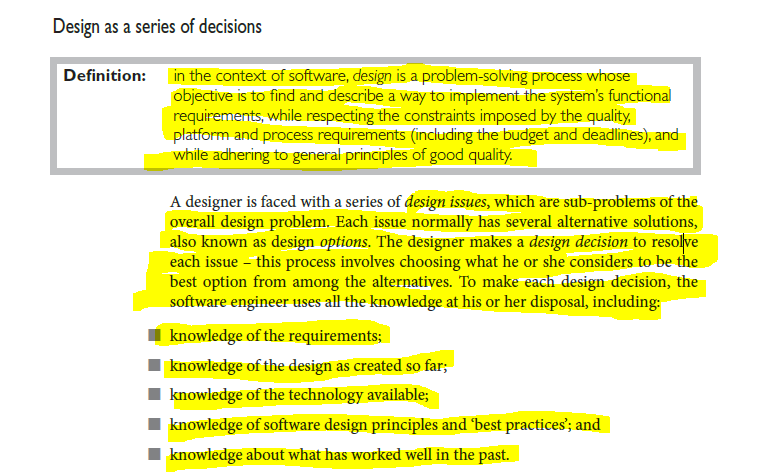 Design as a series of decisions
Definition: in the context of software, design is a problem-solving process whose
objective is to find and describe a way to implement the system's functional
requirements, while respecting the constraints imposed by the quality,
platform and process requirements (including the budget and deadlines), and
while adhering to general principles of good quality.
A designer is faced with a series of design issues, which are sub-problems of the
overall design problem. Each issue normally has several alternative solutions,
also known as design options. The designer makes a design decision to resolve
each issue – this process involves choosing what he or she considers to be the
best option from among the alternatives. To make each design decision, the
software engineer uses all the knowledge at his or her disposal, including:
■ knowledge of the requirements;
■ knowledge of the design as created so far;
■ knowledge of the technology available;
■ knowledge of software design principles and 'best practices'; and
■ knowledge about what has worked well in the past.